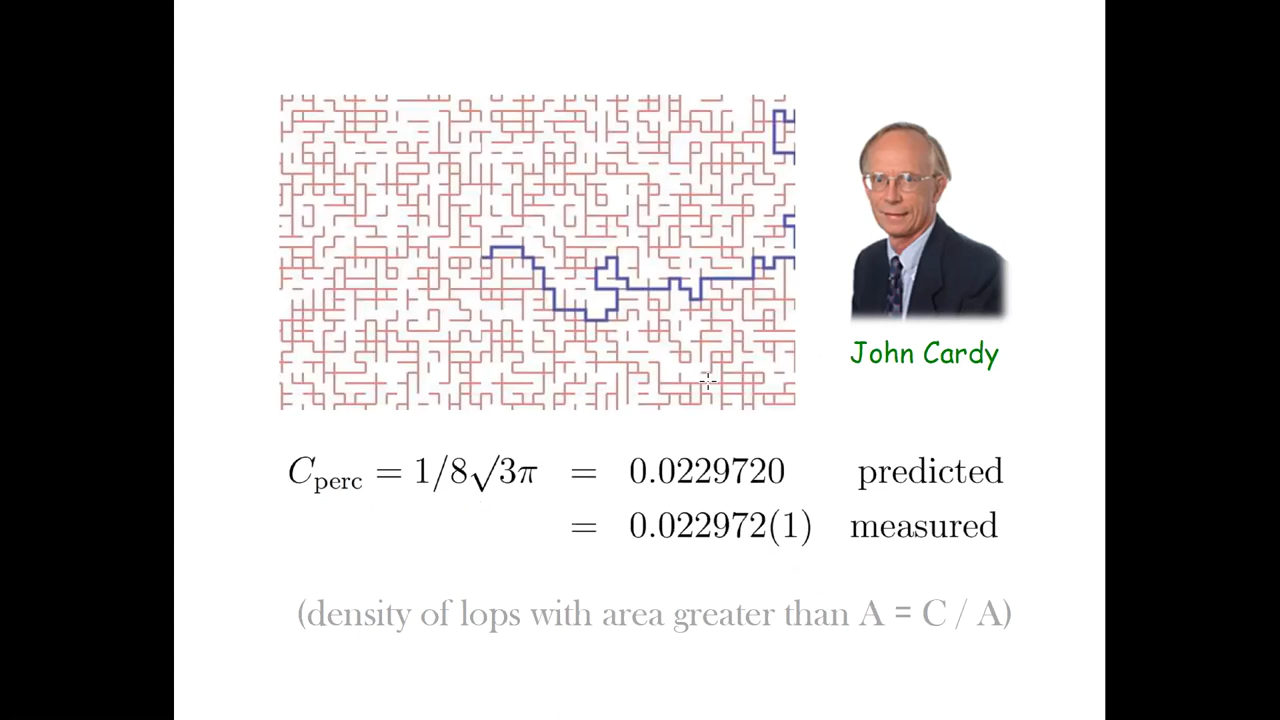 John Cardy
C_perc = 1/8√3π = 0.0229720 predicted
= 0.022972(1) measured
(density of lops with area greater than A = C / A)